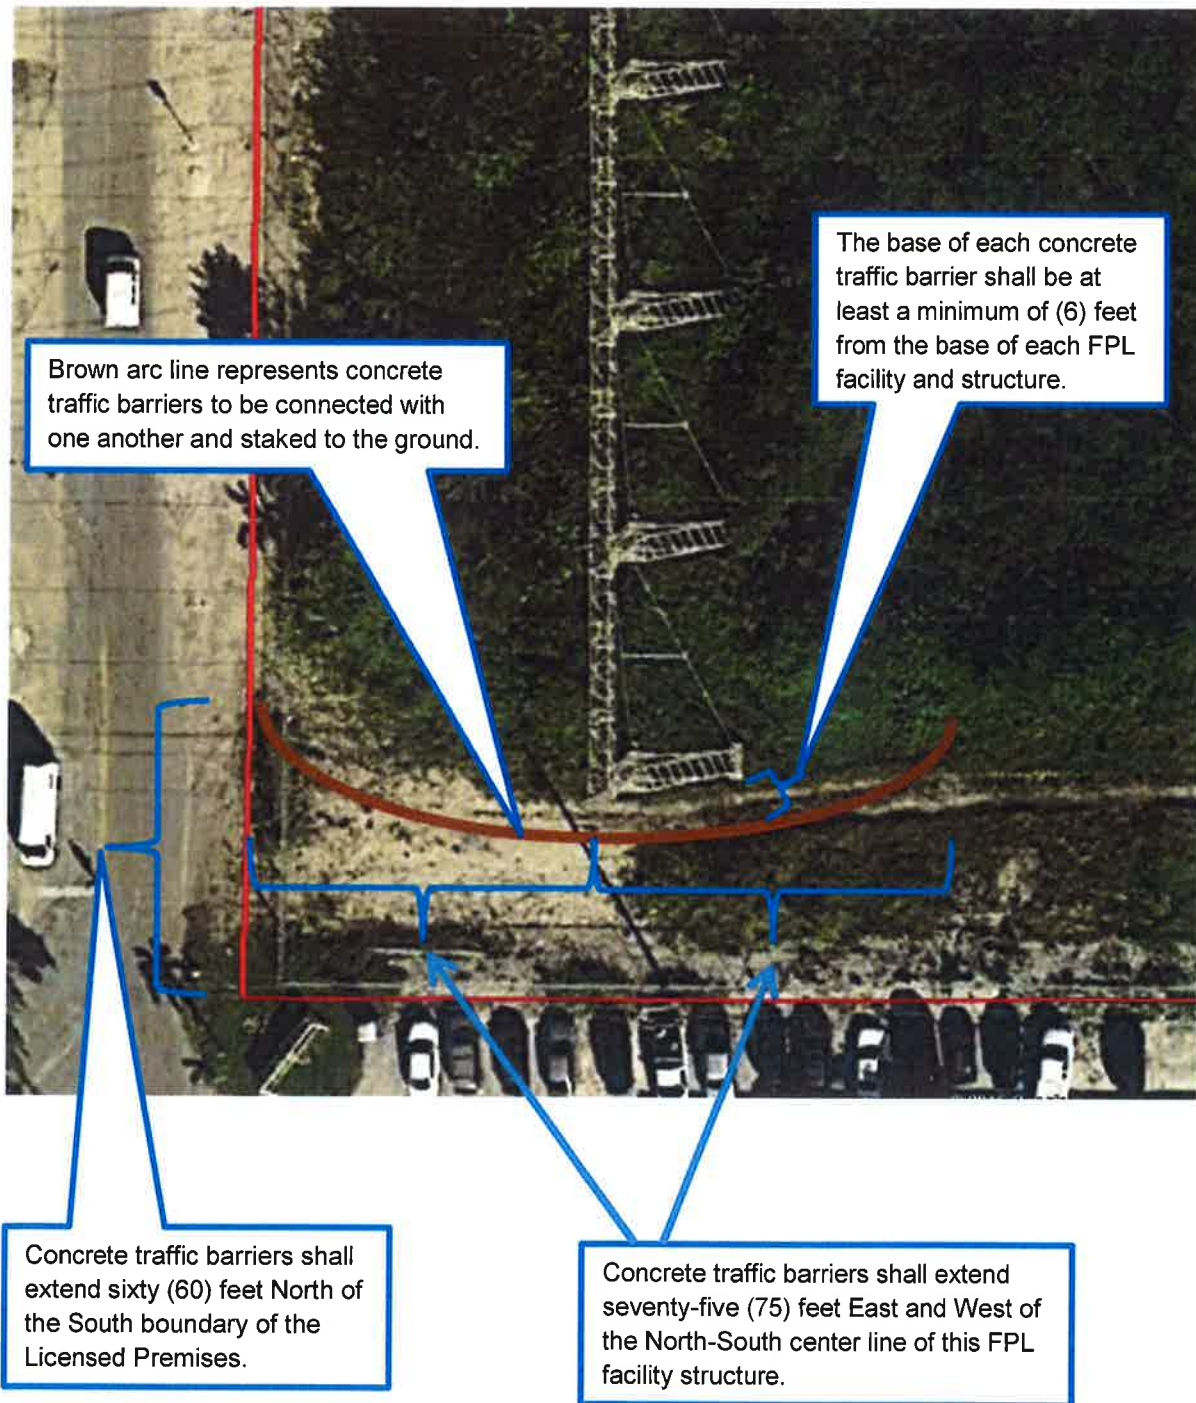 The base of each concrete
traffic barrier shall be at
least a minimum of (6) feet
from the base of each FPL
facility and structure.
Brown arc line represents concrete
traffic barriers to be connected with
one another and staked to the ground.
Concrete traffic barriers shall
extend sixty (60) feet North of
the South boundary of the
Licensed Premises.
Concrete traffic barriers shall extend
seventy-five (75) feet East and West of
the North-South center line of this FPL
facility structure.